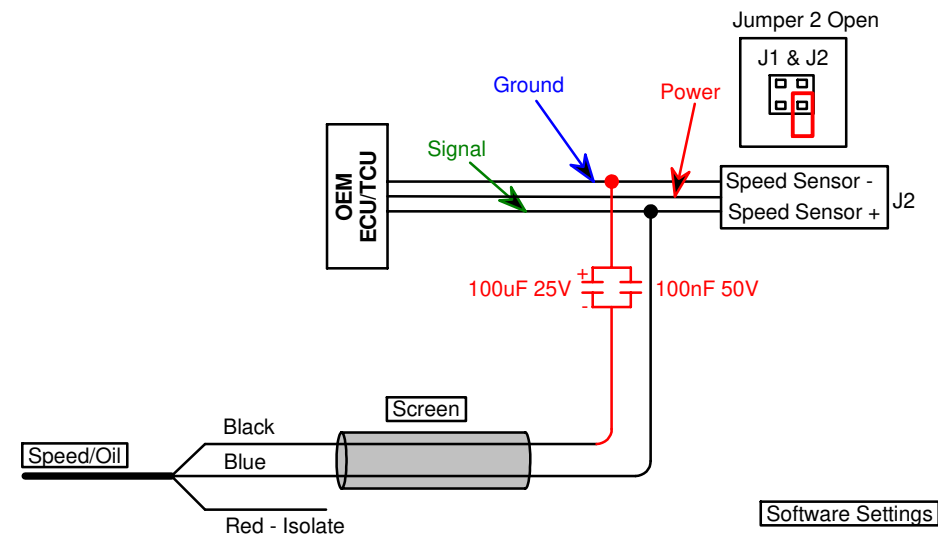 Jumper 2 Open
J1 & J2
Ground
Power
Signal
OEM
ECU/TCU
Speed Sensor -
Speed Sensor +
J2
+
100uF 25V
100nF 50V
-
Screen
Black
Speed/Oil
Blue
Red - Isolate
Software Settings